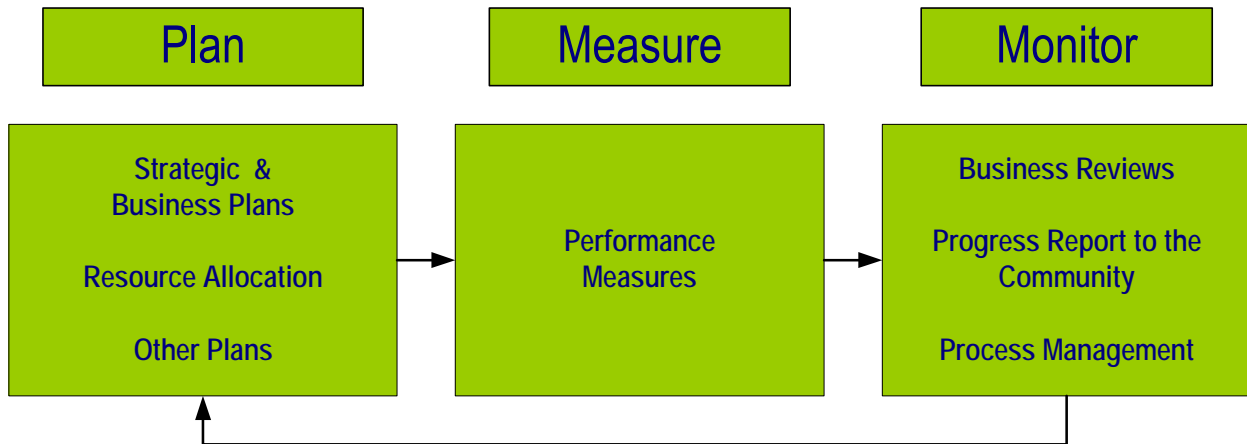 Plan
Measure
Monitor
Strategic &
Business Plans
Resource Allocation
Other Plans
Performance
Measures
Business Reviews
Progress Report to the
Community
Process Management